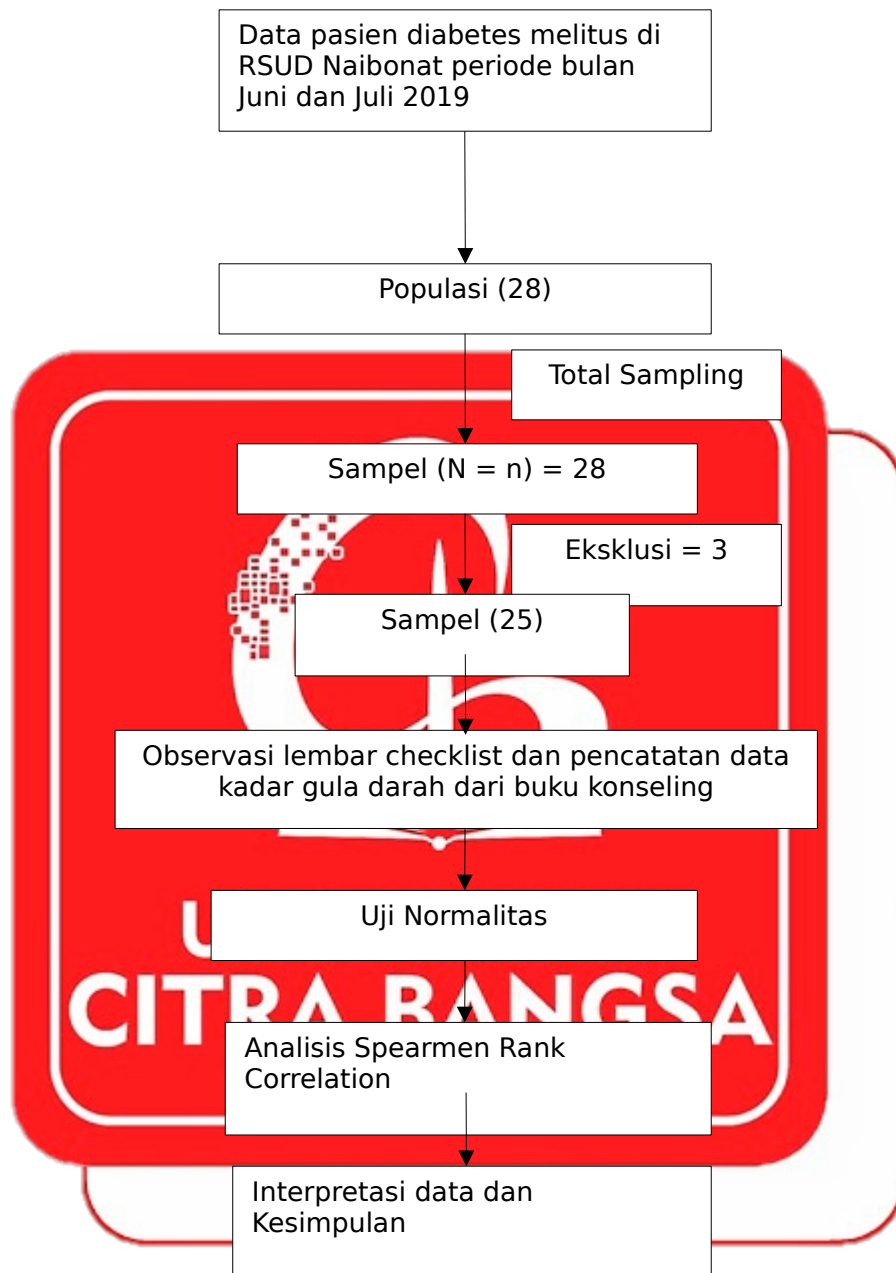 Data pasien diabetes melitus di
RSUD Naibonat periode bulan
Juni dan Juli 2019
Populasi (28)
Total Sampling
Sampel (N = n) = 28
Eksklusi = 3
Sampel (25)
Observasi lembar checklist dan pencatatan data
kadar gula darah dari buku konseling
Uji Normalitas
U
CITRA BANGSA
Analisis Spearmen Rank
Correlation
Interpretasi data dan
Kesimpulan